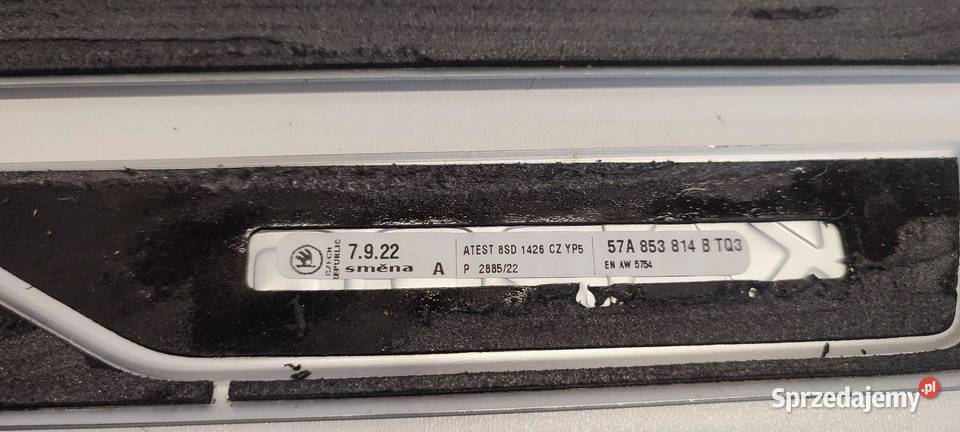 CZECH REPUBLIC
7.9.22
směna A
ATEST 8SD 1426 CZ YP5
P 2885/22
57A 853 814 B TQ3
EN AW 5754
Sprzedajemy.pl